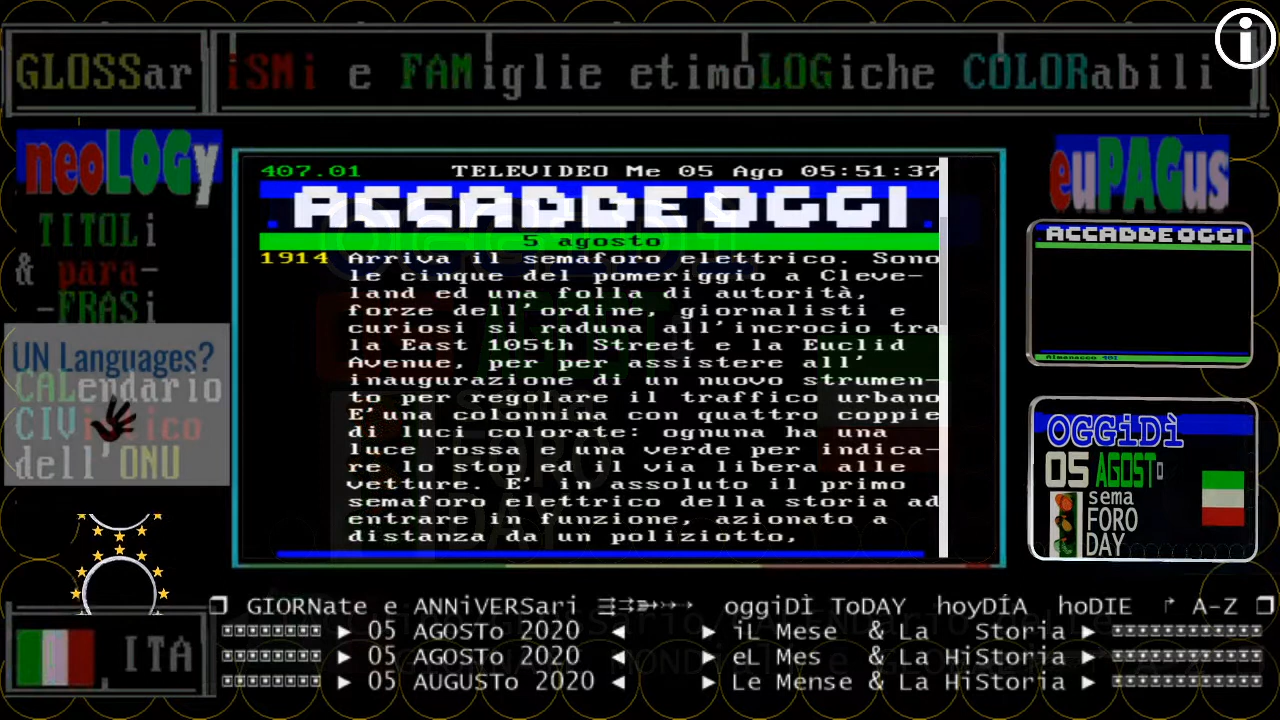 GLOSSar iSMi e FAMiglie etimoLOGiche COLORabili
neoLOGy
TITOLi
& para-
-FRASi
UN Languages?
CALendario
CIVi
dell'ONU
ITA
407.01 TELEVIDEO Me 05 Ago 05:51:37
ACCADDE OGGI
5 agosto
1914 Arriva il semaforo elettrico. Sono
le cinque del pomeriggio a Cleve-
land ed una folla di autorità,
forze dell'ordine, giornalisti e
curiosi si raduna all'incrocio tra
la East 105th Street e la Euclid
Avenue, per per assistere all'
inaugurazione di un nuovo strumen-
to per regolare il traffico urbano
E'una colonnina con quattro coppie
di luci colorate: ognuna ha una
luce rossa e una verde per indica-
re lo stop ed il via libera alle
vetture. E' in assoluto il primo
semaforo elettrico della storia ad
entrare in funzione, azionato a
distanza da un poliziotto,
euPAGus
ACCADDE OGGI
Almanacco 401
OGGiDÌ
05 AGOSTo
sema
FORO
DAY
GIORNate e ANNiVERSari oggiDÌ ToDAY hoyDÍA hoDIE A-Z
05 AGOSTo 2020 iL Mese & La Storia
05 AGOSTo 2020 eL Mes & La HiStoria
05 AUGUSTo 2020 Le Mense & La HiStoria